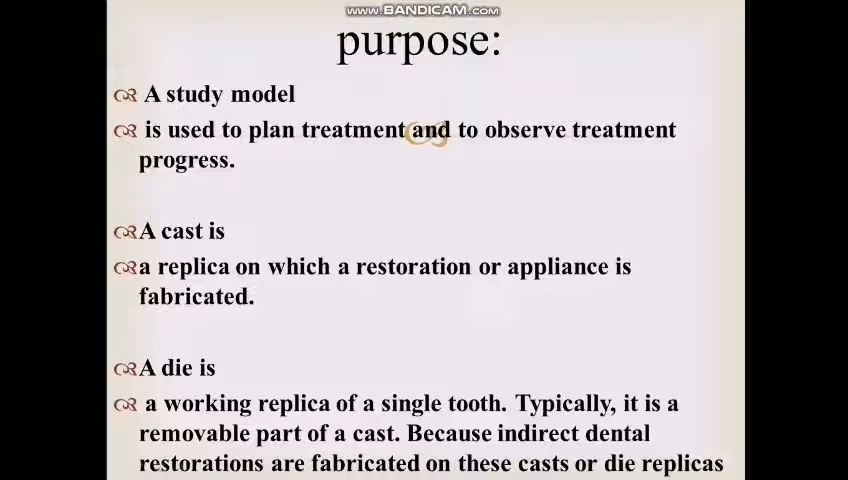 WWW.BANDICAM.COM
purpose:
A study model
is used to plan treatment and to observe treatment
progress.
A cast is
a replica on which a restoration or appliance is
fabricated.
A die is
a working replica of a single tooth. Typically, it is a
removable part of a cast. Because indirect dental
restorations are fabricated on these casts or die replicas